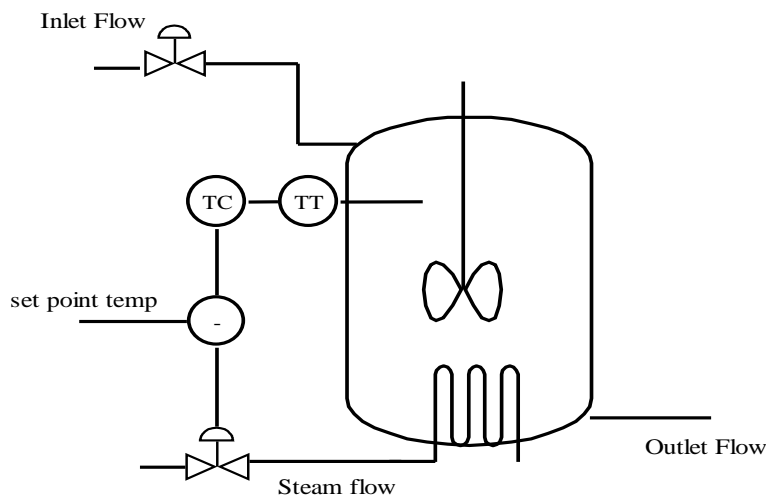 Inlet Flow
TC
TT
set point temp
-
Outlet Flow
Steam flow